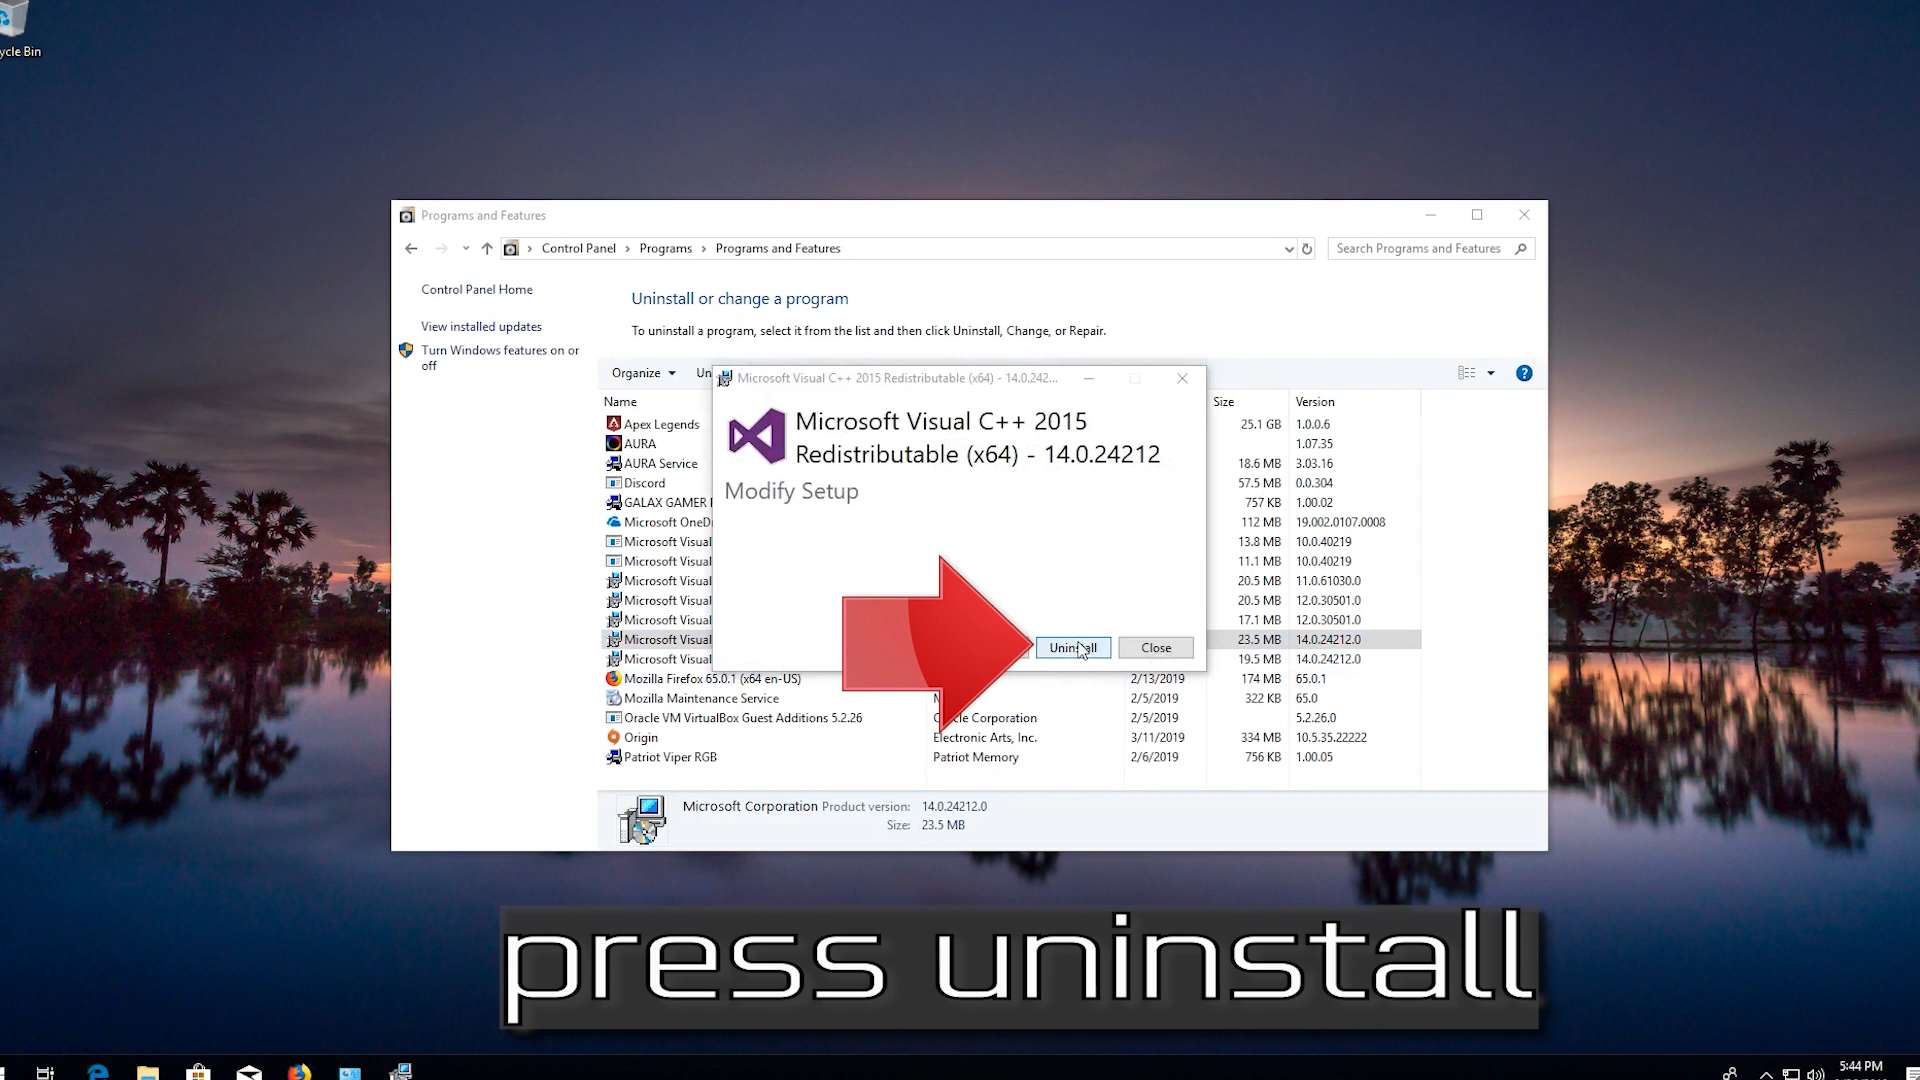 ycle Bin
Programs and Features
Control Panel > Programs > Programs and Features
Search Programs and Features
Control Panel Home
View installed updates
Turn Windows features on or
off
Uninstall or change a program
To uninstall a program, select it from the list and then click Uninstall, Change, or Repair.
Organize
Un
Name
Size
Version
Apex Legends 25.1 GB 1.0.0.6
AURA 1.07.35
AURA Service 18.6 MB 3.03.16
Discord 57.5 MB 0.0.304
GALAX GAMER 757 KB 1.00.02
Microsoft OneD 112 MB 19.002.0107.0008
Microsoft Visual 13.8 MB 10.0.40219
Microsoft Visual 11.1 MB 10.0.40219
Microsoft Visual 20.5 MB 11.0.61030.0
Microsoft Visual 20.5 MB 12.0.30501.0
Microsoft Visual 17.1 MB 12.0.30501.0
Microsoft Visual 23.5 MB 14.0.24212.0
Microsoft Visual 19.5 MB 14.0.24212.0
Mozilla Firefox 65.0.1 (x64 en-US) 2/13/2019 174 MB 65.0.1
Mozilla Maintenance Service M 2/5/2019 322 KB 65.0
Oracle VM VirtualBox Guest Additions 5.2.26 Corporation 2/5/2019 5.2.26.0
Origin Electronic Arts, Inc. 3/11/2019 334 MB 10.5.35.22222
Patriot Viper RGB Patriot Memory 2/6/2019 756 KB 1.00.05
Microsoft Visual C++ 2015 Redistributable (x64) - 14.0.242...
Microsoft Visual C++ 2015
Redistributable (x64) - 14.0.24212
Modify Setup
Uninstall
Close
Microsoft Corporation Product version: 14.0.24212.0
Size: 23.5 MB
press uninstall
5:44 PM